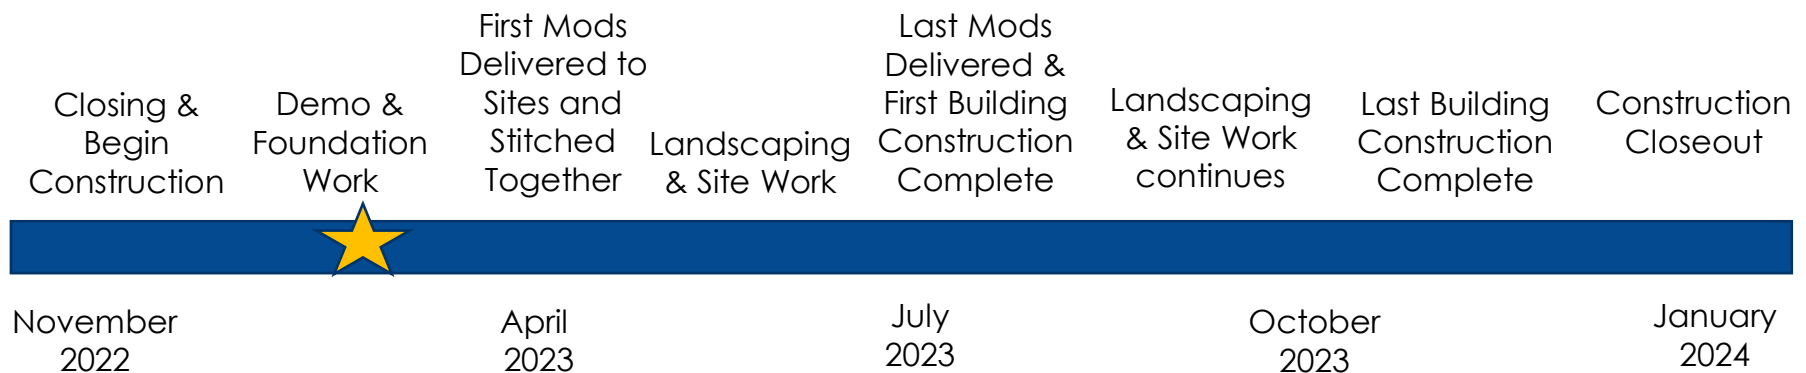 Closing &
Begin
Construction
Demo &
Foundation
Work
First Mods
Delivered to
Sites and
Stitched
Together
Landscaping
& Site Work
Last Mods
Delivered &
First Building
Construction
Complete
Landscaping
& Site Work
continues
Last Building
Construction
Complete
Construction
Closeout
November
2022
April
2023
July
2023
October
2023
January
2024